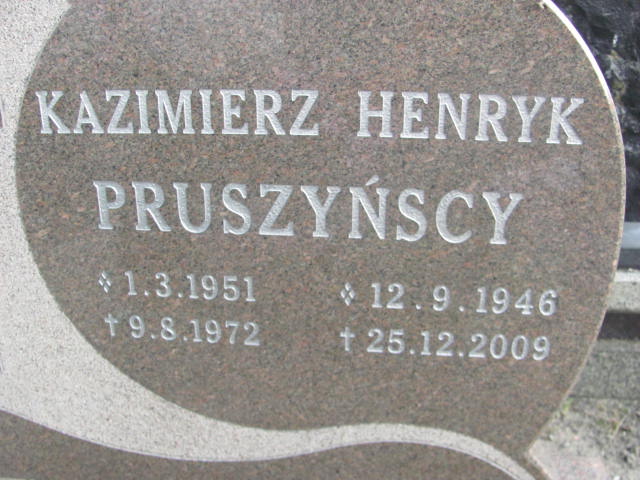 KAZIMIERZ HENRYK
PRUSZYŃSCY
1.3.1951 12.9.1946
†9.8.1972 †25.12.2009